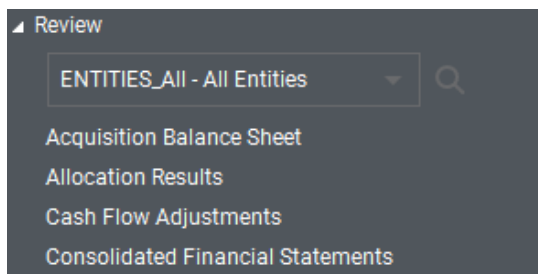 Review
ENTITIES_All - All Entities
Acquisition Balance Sheet
Allocation Results
Cash Flow Adjustments
Consolidated Financial Statements